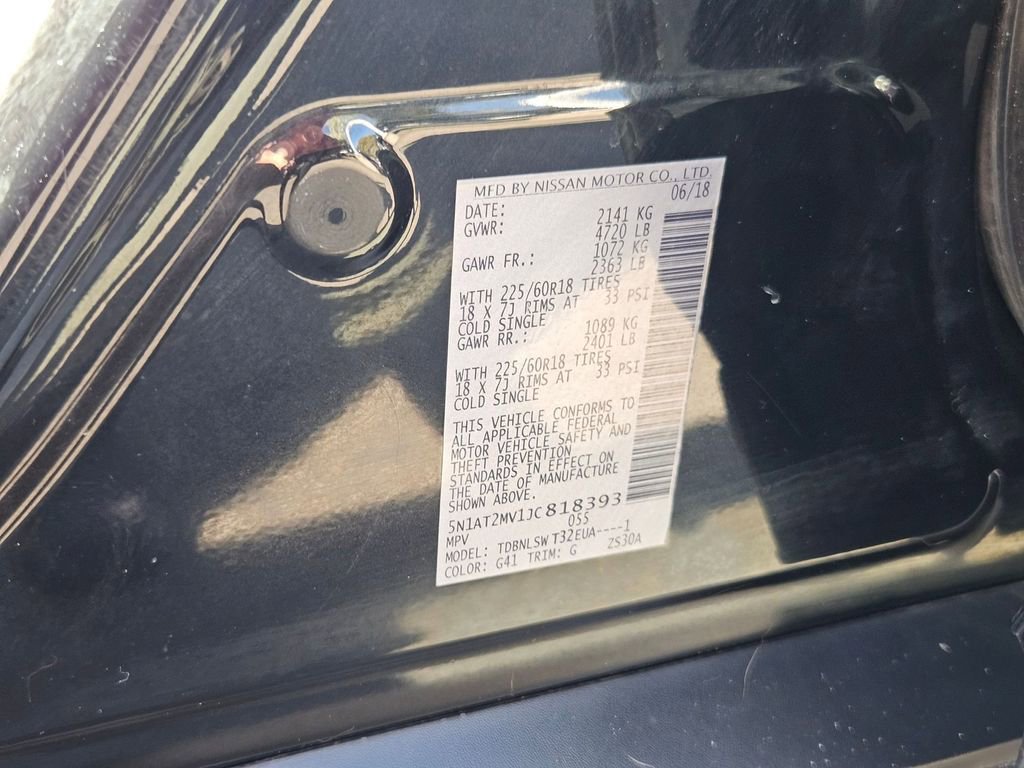 MFD BY NISSAN MOTOR CO., LTD.
DATE: 06/18
GVWR: 2141 KG
4720 LB
GAWR FR.: 1072 KG
2363 LB
WITH 225/60R18 TIRES
18 X 7J RIMS AT 33 PSI
COLD SINGLE
GAWR RR.: 1089 KG
2401 LB
WITH 225/60R18 TIRES
18 X 7J RIMS AT 33 PSI
COLD SINGLE
THIS VEHICLE CONFORMS TO
ALL APPLICABLE FEDERAL
MOTOR VEHICLE SAFETY AND
THEFT PREVENTION
STANDARDS IN EFFECT ON
THE DATE OF MANUFACTURE
SHOWN ABOVE.
5N1AT2MV1JC818393
MPV 055
MODEL: TDBNLSW T32EUA----1
COLOR: G41 TRIM: G ZS30A